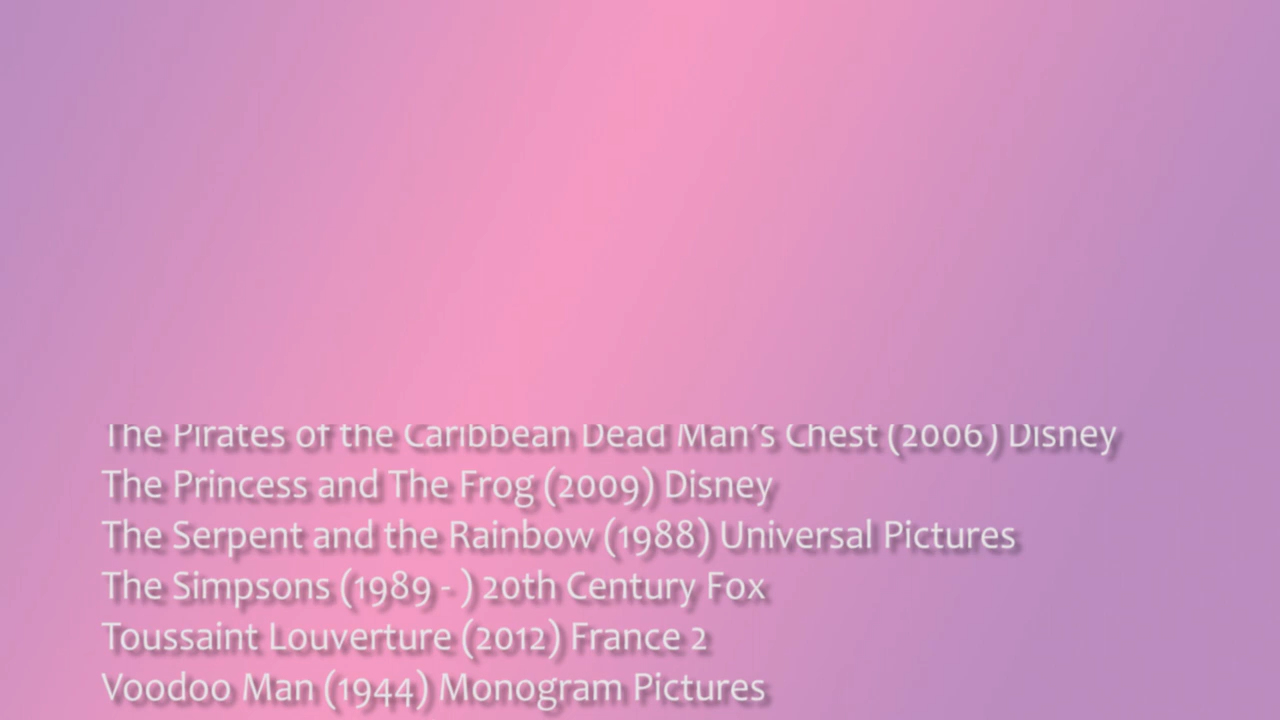 The Pirates of the Caribbean Dead Man's Chest (2006) Disney
The Princess and The Frog (2009) Disney
The Serpent and the Rainbow (1988) Universal Pictures
The Simpsons (1989 - ) 20th Century Fox
Toussaint Louverture (2012) France 2
Voodoo Man (1944) Monogram Pictures